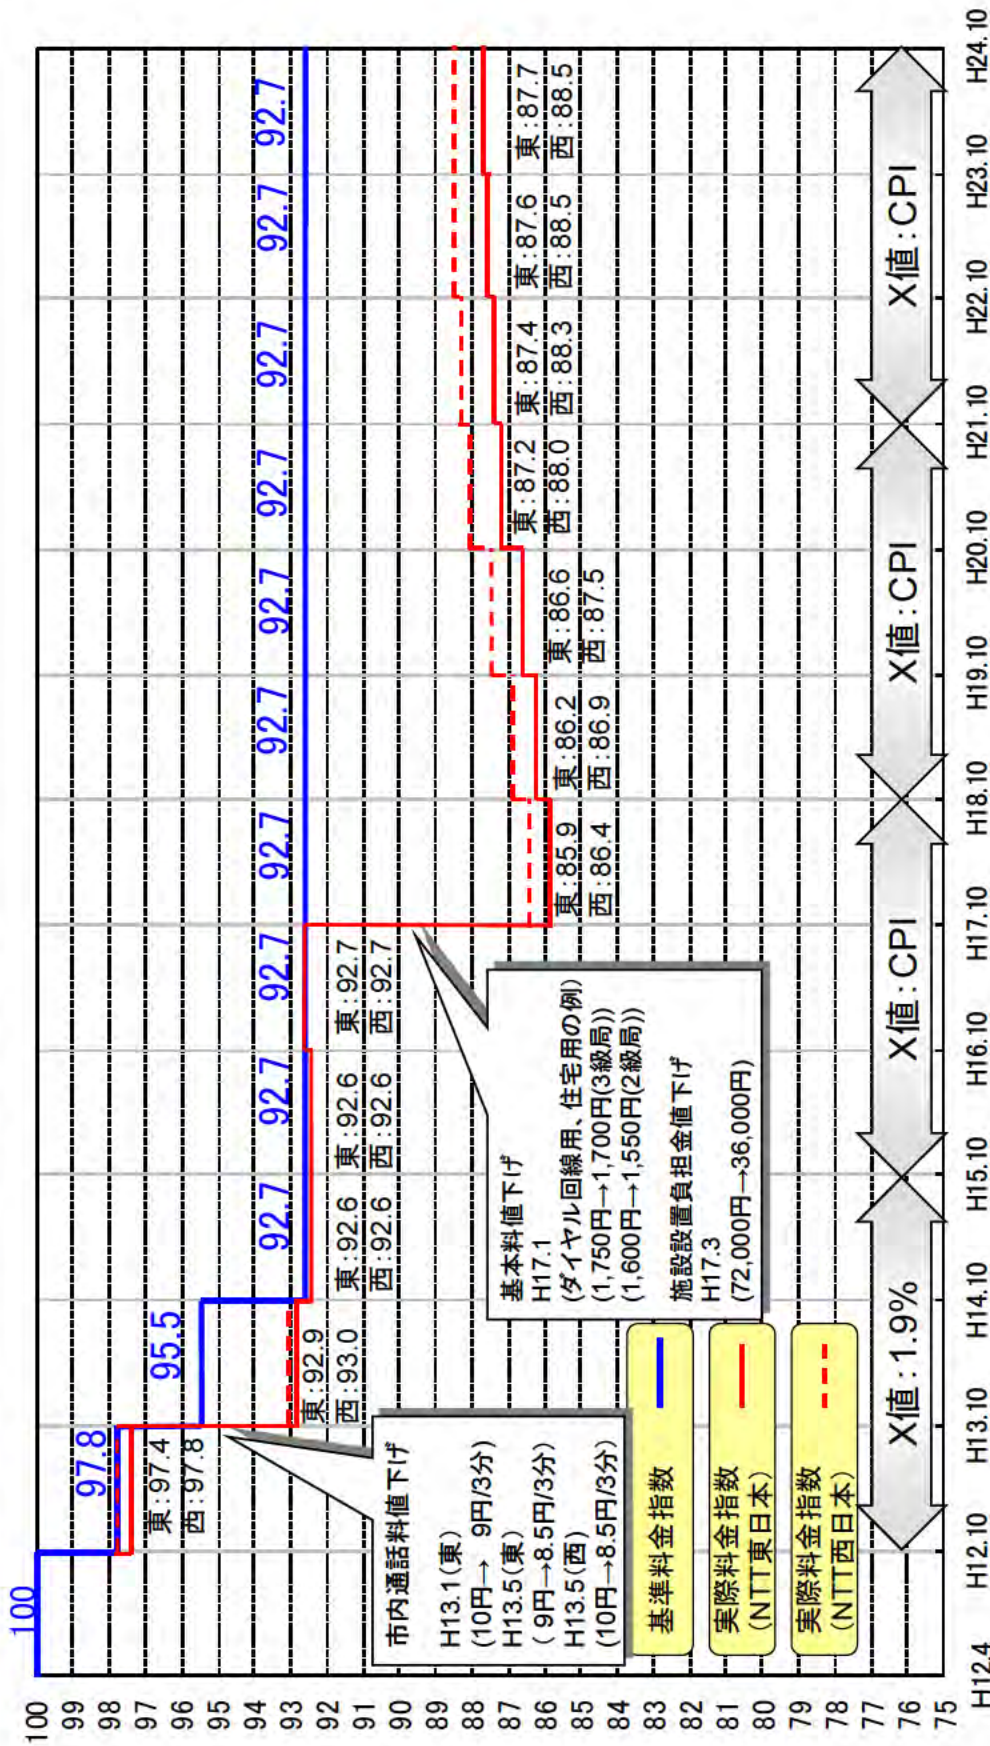 100
99
98
97
96
95
94
93
92
91
90
89
88
87
86
85
84
83
82
81
80
79
78
77
76
75
100
97.8
95.5
92.7
92.7
92.7
92.7
92.7
92.7
92.7
92.7
92.7
92.7
東:97.4
西:97.8
東:92.9
西:93.0
東:92.6
西:92.6
東:92.6
西:92.6
東:92.7
西:92.7
東:85.9
西:86.4
東:86.2
西:86.9
東:86.6
西:87.5
東:87.2
西:88.0
東:87.4
西:88.3
東:87.6
西:88.5
東:87.7
西:88.5
市内通話料値下げ
H13.1(東)
(10円→ 9円/3分)
H13.5(東)
( 9円→8.5円/3分)
H13.5(西)
(10円→8.5円/3分)
基本料値下げ
H17.1
(ダイヤル回線用、住宅用の例)
(1,750円→1,700円(3級局))
(1,600円→1,550円(2級局))
施設設置負担金値下げ
H17.3
(72,000円→36,000円)
基準料金指数
実際料金指数
(NTT東日本)
実際料金指数
(NTT西日本)
X値:1.9%
X値:CPI
X値:CPI
X値:CPI
H12.4
H12.10
H13.10
H14.10
H15.10
H16.10
H17.10
H18.10
H19.10
H20.10
H21.10
H22.10
H23.10
H24.10